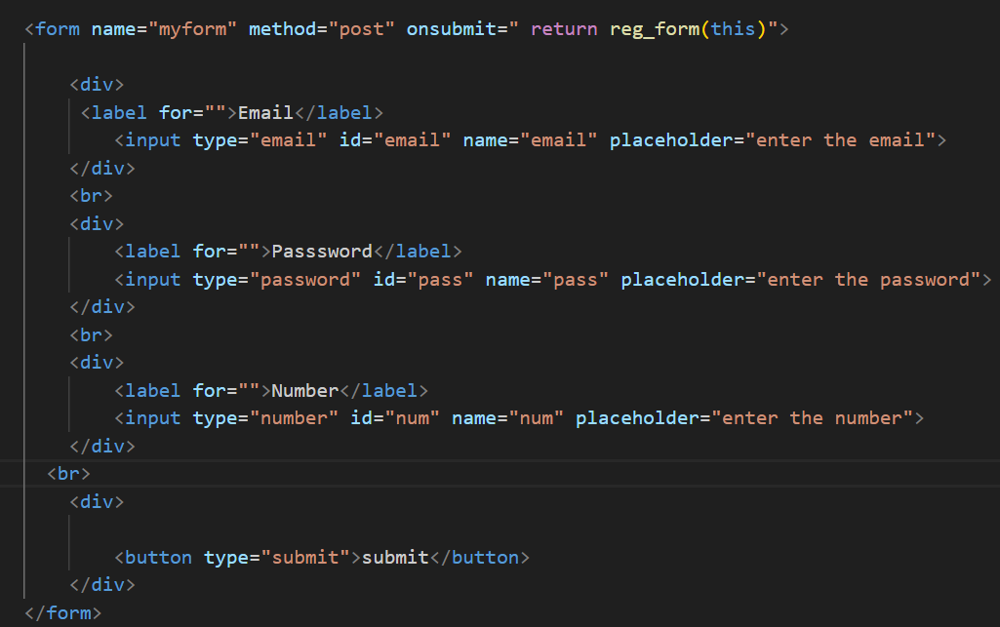 <form name="myform" method="post" onsubmit=" return reg_form(this)">
<div>
<label for="">Email</label>
<input type="email" id="email" name="email" placeholder="enter the email">
</div>
<br>
<div>
<label for="">Passsword</label>
<input type="password" id="pass" name="pass" placeholder="enter the password">
</div>
<br>
<div>
<label for="">Number</label>
<input type="number" id="num" name="num" placeholder="enter the number">
</div>
<br>
<div>
<button type="submit">submit</button>
</div>
</form>